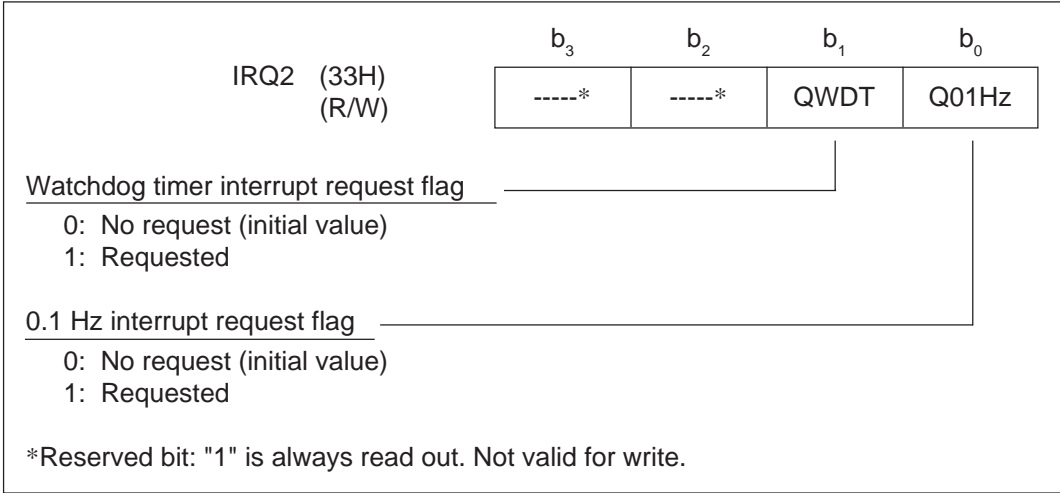 b3 b2 b1 b0
IRQ2 (33H) -----* -----* QWDT Q01Hz
(R/W)
Watchdog timer interrupt request flag
0: No request (initial value)
1: Requested
0.1 Hz interrupt request flag
0: No request (initial value)
1: Requested
*Reserved bit: "1" is always read out. Not valid for write.